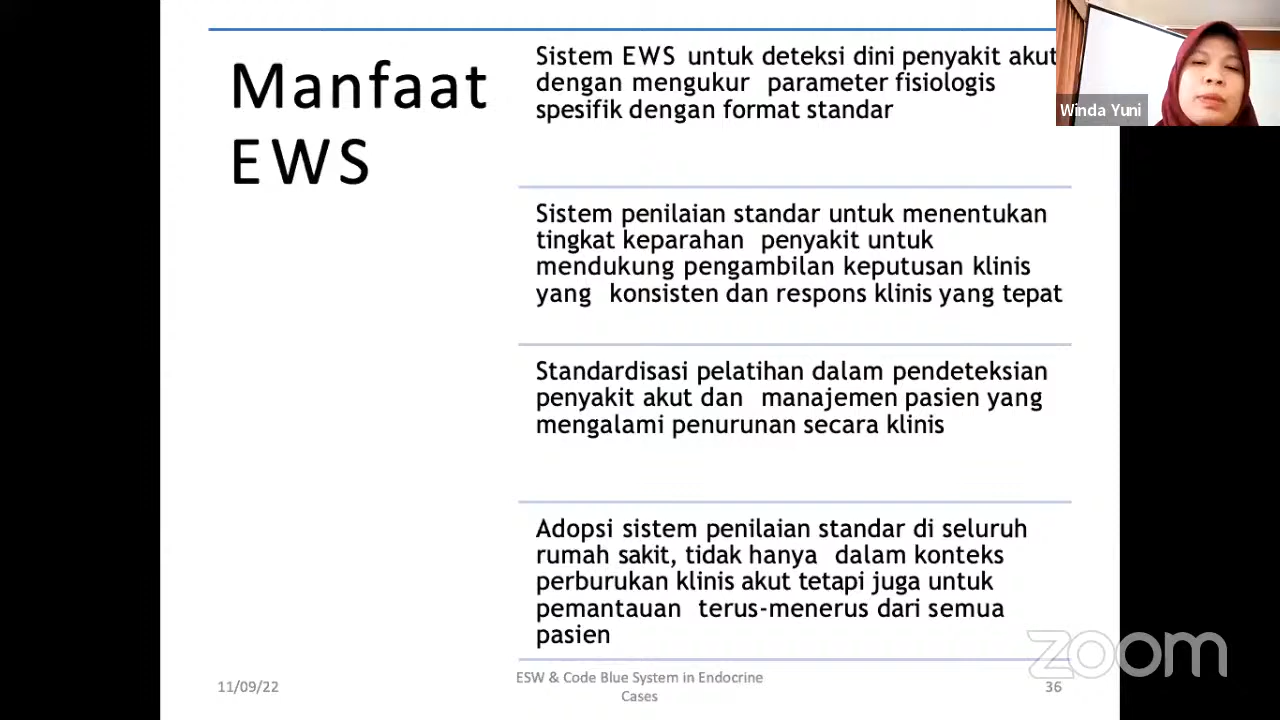 Manfaat
EWS
Sistem EWS untuk deteksi dini penyakit akut
dengan mengukur parameter fisiologis
spesifik dengan format standar
Sistem penilaian standar untuk menentukan
tingkat keparahan penyakit untuk
mendukung pengambilan keputusan klinis
yang konsisten dan respons klinis yang tepat
Standardisasi pelatihan dalam pendeteksian
penyakit akut dan manajemen pasien yang
mengalami penurunan secara klinis
Adopsi sistem penilaian standar di seluruh
rumah sakit, tidak hanya dalam konteks
perburukan klinis akut tetapi juga untuk
pemantauan terus-menerus dari semua
pasien
Winda Yuni
11/09/22
ESW & Code Blue System in Endocrine
Cases
36
zoom